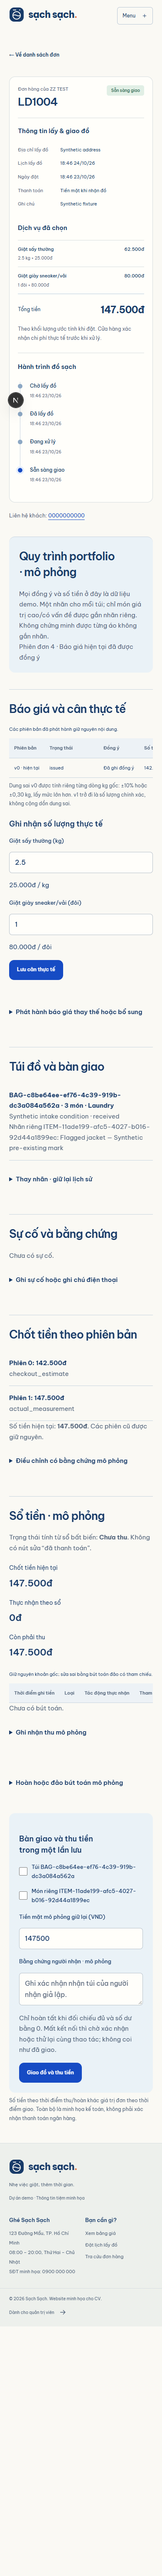 sạch sạch.
Menu +
← Về danh sách đơn
Đơn hàng của ZZ TEST
Sẵn sàng giao
LD1004
Thông tin lấy & giao đồ
Địa chỉ lấy đồ Synthetic address
Lịch lấy đồ 18:46 24/10/26
Ngày đặt 18:46 23/10/26
Thanh toán Tiền mặt khi nhận đồ
Ghi chú Synthetic fixture
Dịch vụ đã chọn
Giặt sấy thường 62.500đ
2.5 kg × 25.000đ
Giặt giày sneaker/vải 80.000đ
1 đôi × 80.000đ
Tổng tiền 147.500đ
Theo khối lượng ước tính khi đặt. Cửa hàng xác
nhận chi phí thực tế trước khi xử lý.
Hành trình đồ sạch
Chờ lấy đồ
18:46 23/10/26
Đã lấy đồ
18:46 23/10/26
N
Đang xử lý
18:46 23/10/26
Sẵn sàng giao
18:46 23/10/26
Liên hệ khách: 0000000000
Quy trình portfolio
· mô phỏng
Mọi đồng ý và số tiền ở đây là dữ liệu
demo. Một nhân cho mỗi túi; chỉ món giá
trị cao/có vấn đề được gắn nhãn riêng.
Không chứng minh được từng áo không
gắn nhãn.
Phiên đơn 4 · Báo giá hiện tại đã được
đồng ý
Báo giá và cân thực tế
Các phiên bản đã phát hành giữ nguyên nội dung.
Phiên bản Trạng thái Đồng ý
v0 · hiện tại issued Đã ghi đồng ý
Dung sai v0 được tính riêng từng dòng kg gốc: ±10% hoặc
±0,30 kg, lấy mức lớn hơn. v1 trở đi là số lượng chính xác,
không cộng dồn dung sai.
Ghi nhận số lượng thực tế
Giặt sấy thường (kg)
2.5
25.000đ / kg
Giặt giày sneaker/vải (đôi)
1
80.000đ / đôi
Lưu cân thực tế
▶ Phát hành báo giá thay thế hoặc bổ sung
Túi đồ và bàn giao
BAG-c8be64ee-ef76-4c39-919b-
dc3a084a562a · 3 món · Laundry
Synthetic intake condition · received
Nhãn riêng ITEM-11ade199-afc5-4027-b016-
92d44a1899ec: Flagged jacket — Synthetic
pre-existing mark
▶ Thay nhãn · giữ lại lịch sử
Sự cố và bằng chứng
Chưa có sự cố.
▶ Ghi sự cố hoặc ghi chú điện thoại
Chốt tiền theo phiên bản
Phiên 0: 142.500đ
checkout_estimate
Phiên 1: 147.500đ
actual_measurement
Số tiền hiện tại: 147.500đ. Các phiên cũ được
giữ nguyên.
▶ Điều chỉnh có bằng chứng mô phỏng
Sổ tiền · mô phỏng
Trạng thái tính từ sổ bất biến: Chưa thu. Không
có nút sửa “đã thanh toán”.
Chốt tiền hiện tại
147.500đ
Thực nhận theo sổ
0đ
Còn phải thu
147.500đ
Giữ nguyên khoản gốc; sửa sai bằng bút toán đảo có tham chiếu.
Thời điểm ghi tiền Loại Tác động thực nhận Tham
Chưa có bút toán.
▶ Ghi nhận thu mô phỏng
▶ Hoàn hoặc đảo bút toán mô phỏng
Bàn giao và thu tiền
trong một lần lưu
Túi BAG-c8be64ee-ef76-4c39-919b-
dc3a084a562a
Món riêng ITEM-11ade199-afc5-4027-
b016-92d44a1899ec
Tiền mặt mô phỏng giữ lại (VND)
147500
Bằng chứng người nhận · mô phỏng
Ghi xác nhận nhận túi của
người nhận giả lập.
Chỉ hoàn tất khi đối chiếu đủ và số dư
bằng 0. Mất kết nối thì chờ xác nhận
hoặc thử lại cùng thao tác; không coi
như đã giao.
Giao đồ và thu tiền
Sổ tiền theo thời điểm thu/hoàn khác giá trị đơn theo thời
điểm giao. Toàn bộ là minh họa kế toán, không phải xác
nhận thanh toán ngân hàng.
sạch sạch.
Nhẹ việc giặt, thêm thời gian.
Dự án demo · Thông tin tiệm minh họa
Ghé Sạch Sạch
123 Đường Mẫu, TP. Hồ Chí
Minh
08:00 – 20:00, Thứ Hai – Chủ
Nhật
SĐT minh họa: 0900 000 000
Bạn cần gì?
Xem bảng giá
Đặt lịch lấy đồ
Tra cứu đơn hàng
© 2026 Sạch Sạch. Website minh họa cho CV.
Dành cho quản trị viên →